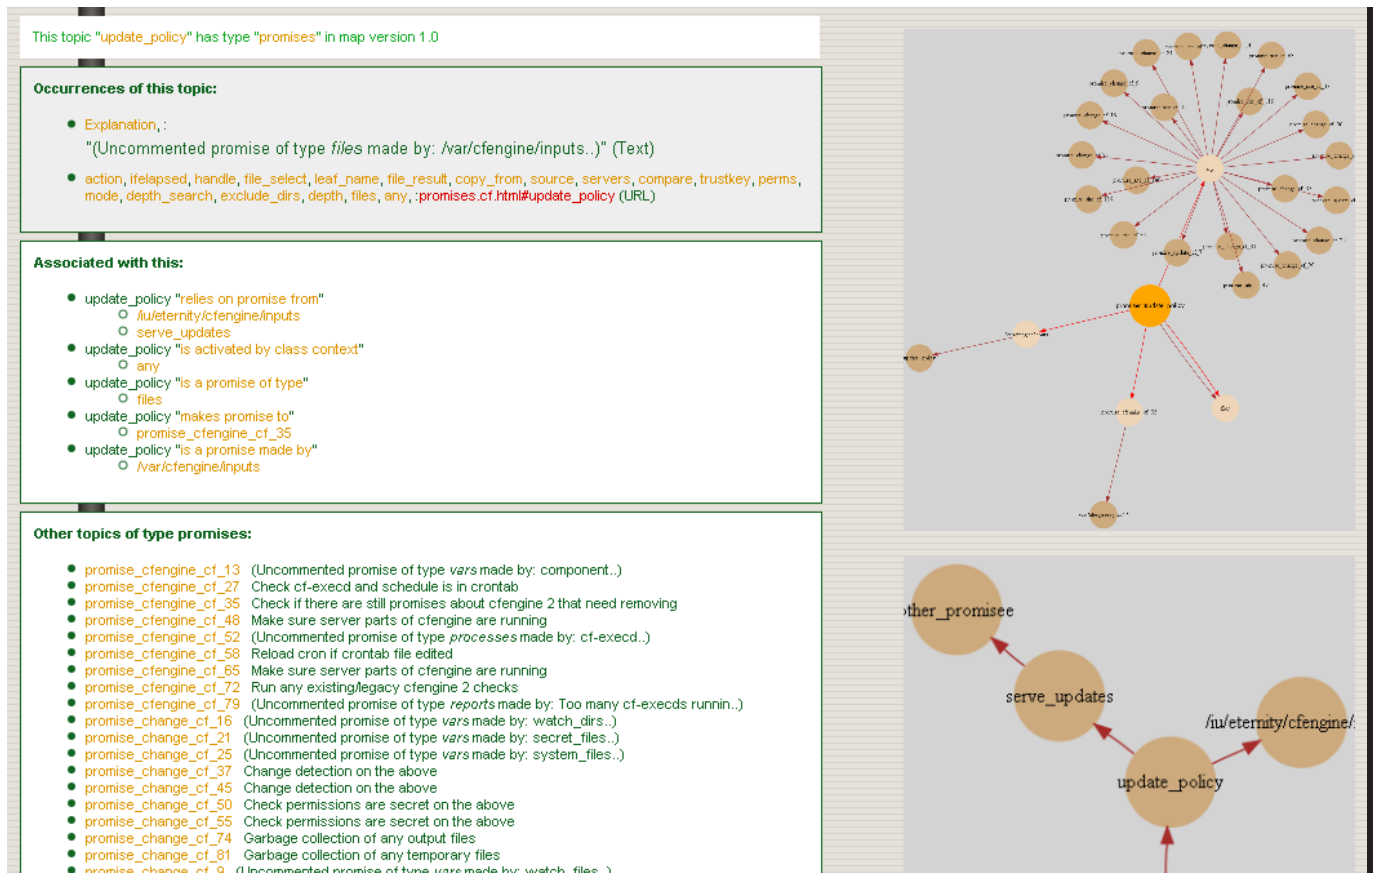 This topic "update_policy" has type "promises" in map version 1.0
Occurrences of this topic:
Explanation, :
"(Uncommented promise of type files made by: /var/cfengine/inputs..)" (Text)
action, ifelapsed, handle, file_select, leaf_name, file_result, copy_from, source, servers, compare, trustkey, perms,
mode, depth_search, exclude_dirs, depth, files, any, :promises.cf.html#update_policy (URL)
Associated with this:
update_policy "relies on promise from"
/iu/eternity/cfengine/inputs
serve_updates
update_policy "is activated by class context"
any
update_policy "is a promise of type"
files
update_policy "makes promise to"
promise_cfengine_cf_35
update_policy "is a promise made by"
/var/cfengine/inputs
Other topics of type promises:
promise_cfengine_cf_13 (Uncommented promise of type vars made by: component..)
promise_cfengine_cf_27 Check cf-execd and schedule is in crontab
promise_cfengine_cf_35 Check if there are still promises about cfengine 2 that need removing
promise_cfengine_cf_48 Make sure server parts of cfengine are running
promise_cfengine_cf_52 (Uncommented promise of type processes made by: cf-execd..)
promise_cfengine_cf_58 Reload cron if crontab file edited
promise_cfengine_cf_65 Make sure server parts of cfengine are running
promise_cfengine_cf_72 Run any existing/legacy cfengine 2 checks
promise_cfengine_cf_79 (Uncommented promise of type reports made by: Too many cf-execds runnin..)
promise_change_cf_16 (Uncommented promise of type vars made by: watch_dirs..)
promise_change_cf_21 (Uncommented promise of type vars made by: secret_files..)
promise_change_cf_25 (Uncommented promise of type vars made by: system_files..)
promise_change_cf_37 Change detection on the above
promise_change_cf_45 Change detection on the above
promise_change_cf_50 Check permissions are secret on the above
promise_change_cf_55 Check permissions are secret on the above
promise_change_cf_74 Garbage collection of any output files
promise_change_cf_81 Garbage collection of any temporary files
promise_change_cf_9 (Uncommented promise of type vars made by: watch_files..)
promises.update_policy
other_promisee
serve_updates
/iu/eternity/cfengine/
update_policy